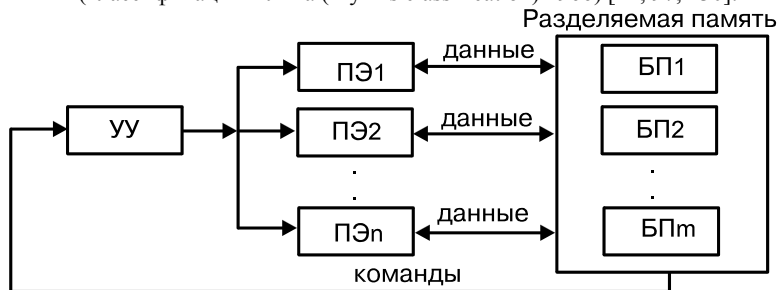 Разделяемая память
данные
ПЭ1
БП1
данные
УУ
ПЭ2
БП2
.
.
.
.
данные
ПЭn
БПm
команды